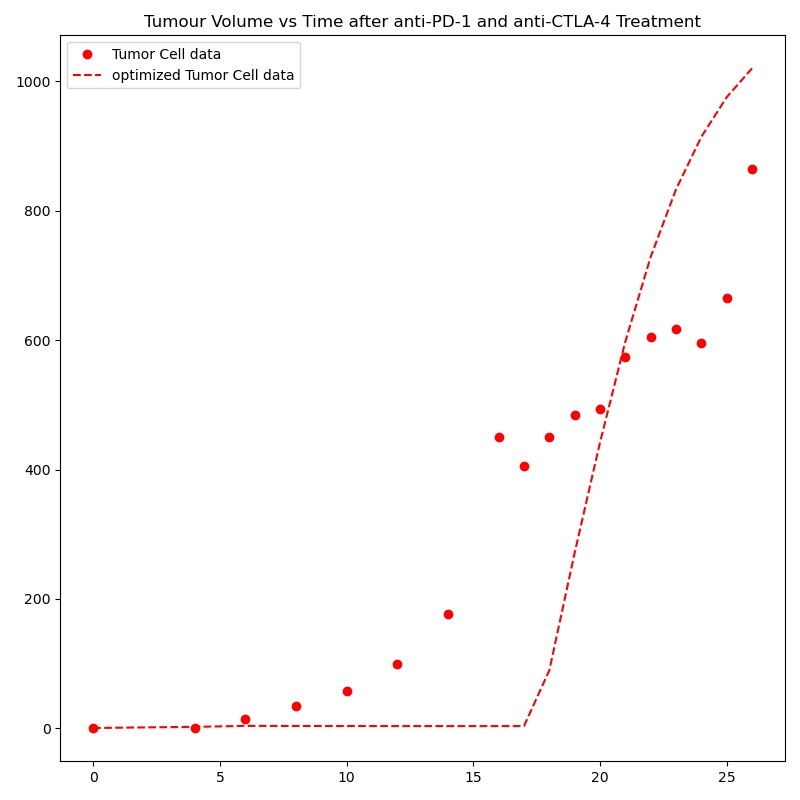 Tumour Volume vs Time after anti-PD-1 and anti-CTLA-4 Treatment
Tumor Cell data
optimized Tumor Cell data
1000
800
600
400
200
0
0 5 10 15 20 25